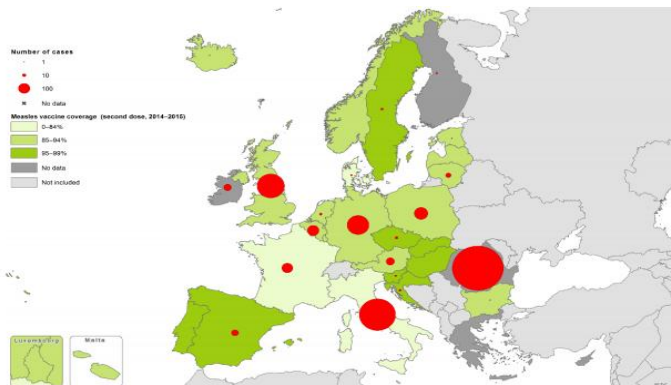 Number of cases
1
10
100
No data
Measles vaccine coverage (second dose, 2014–2015)
0–84%
85–94%
95–99%
No data
Not included
Luxembourg
Malta